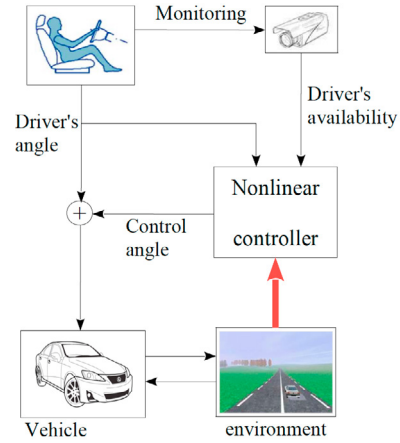 Monitoring
Driver's
availability
Driver's
angle
Nonlinear
controller
+
Control
angle
Vehicle
environment